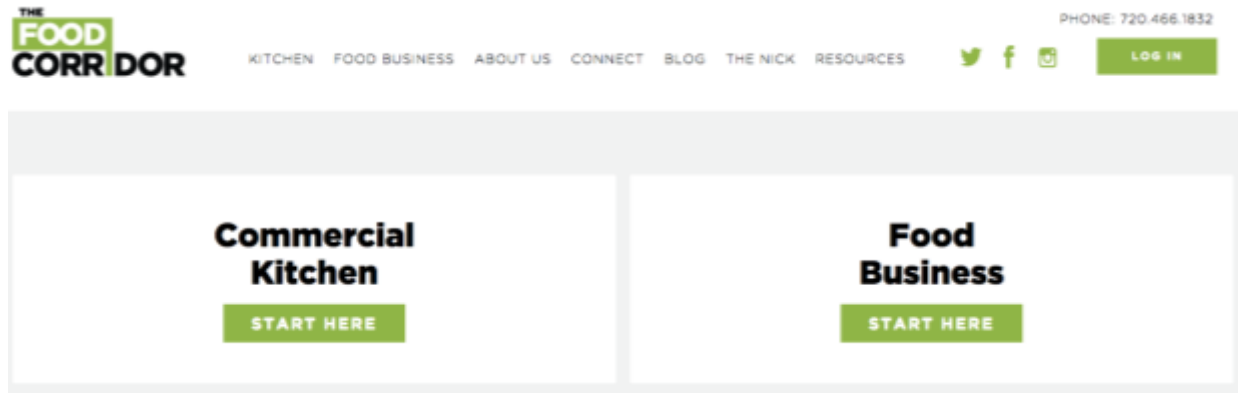 THE
FOOD
CORRIDOR
PHONE: 720.466.1832
KITCHEN FOOD BUSINESS ABOUT US CONNECT BLOG THE NICK RESOURCES
LOG IN
Commercial
Kitchen
START HERE
Food
Business
START HERE